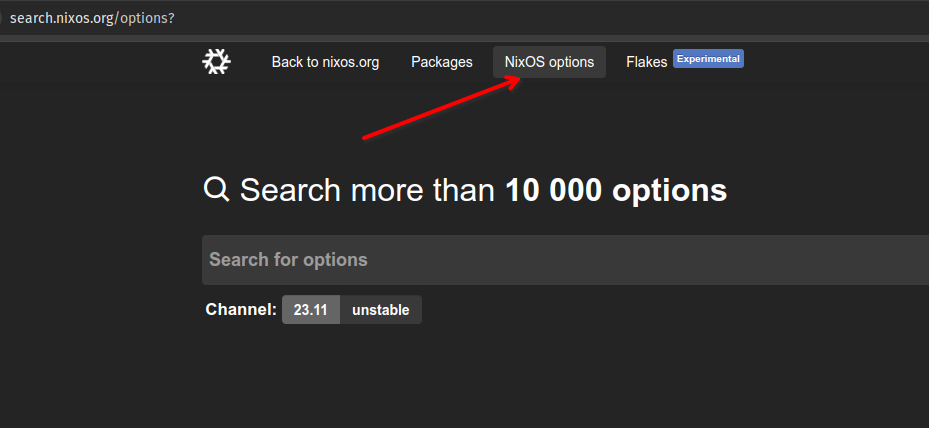 search.nixos.org/options?
Back to nixos.org Packages NixOS options Flakes Experimental
Search more than 10 000 options
Search for options
Channel: 23.11 unstable